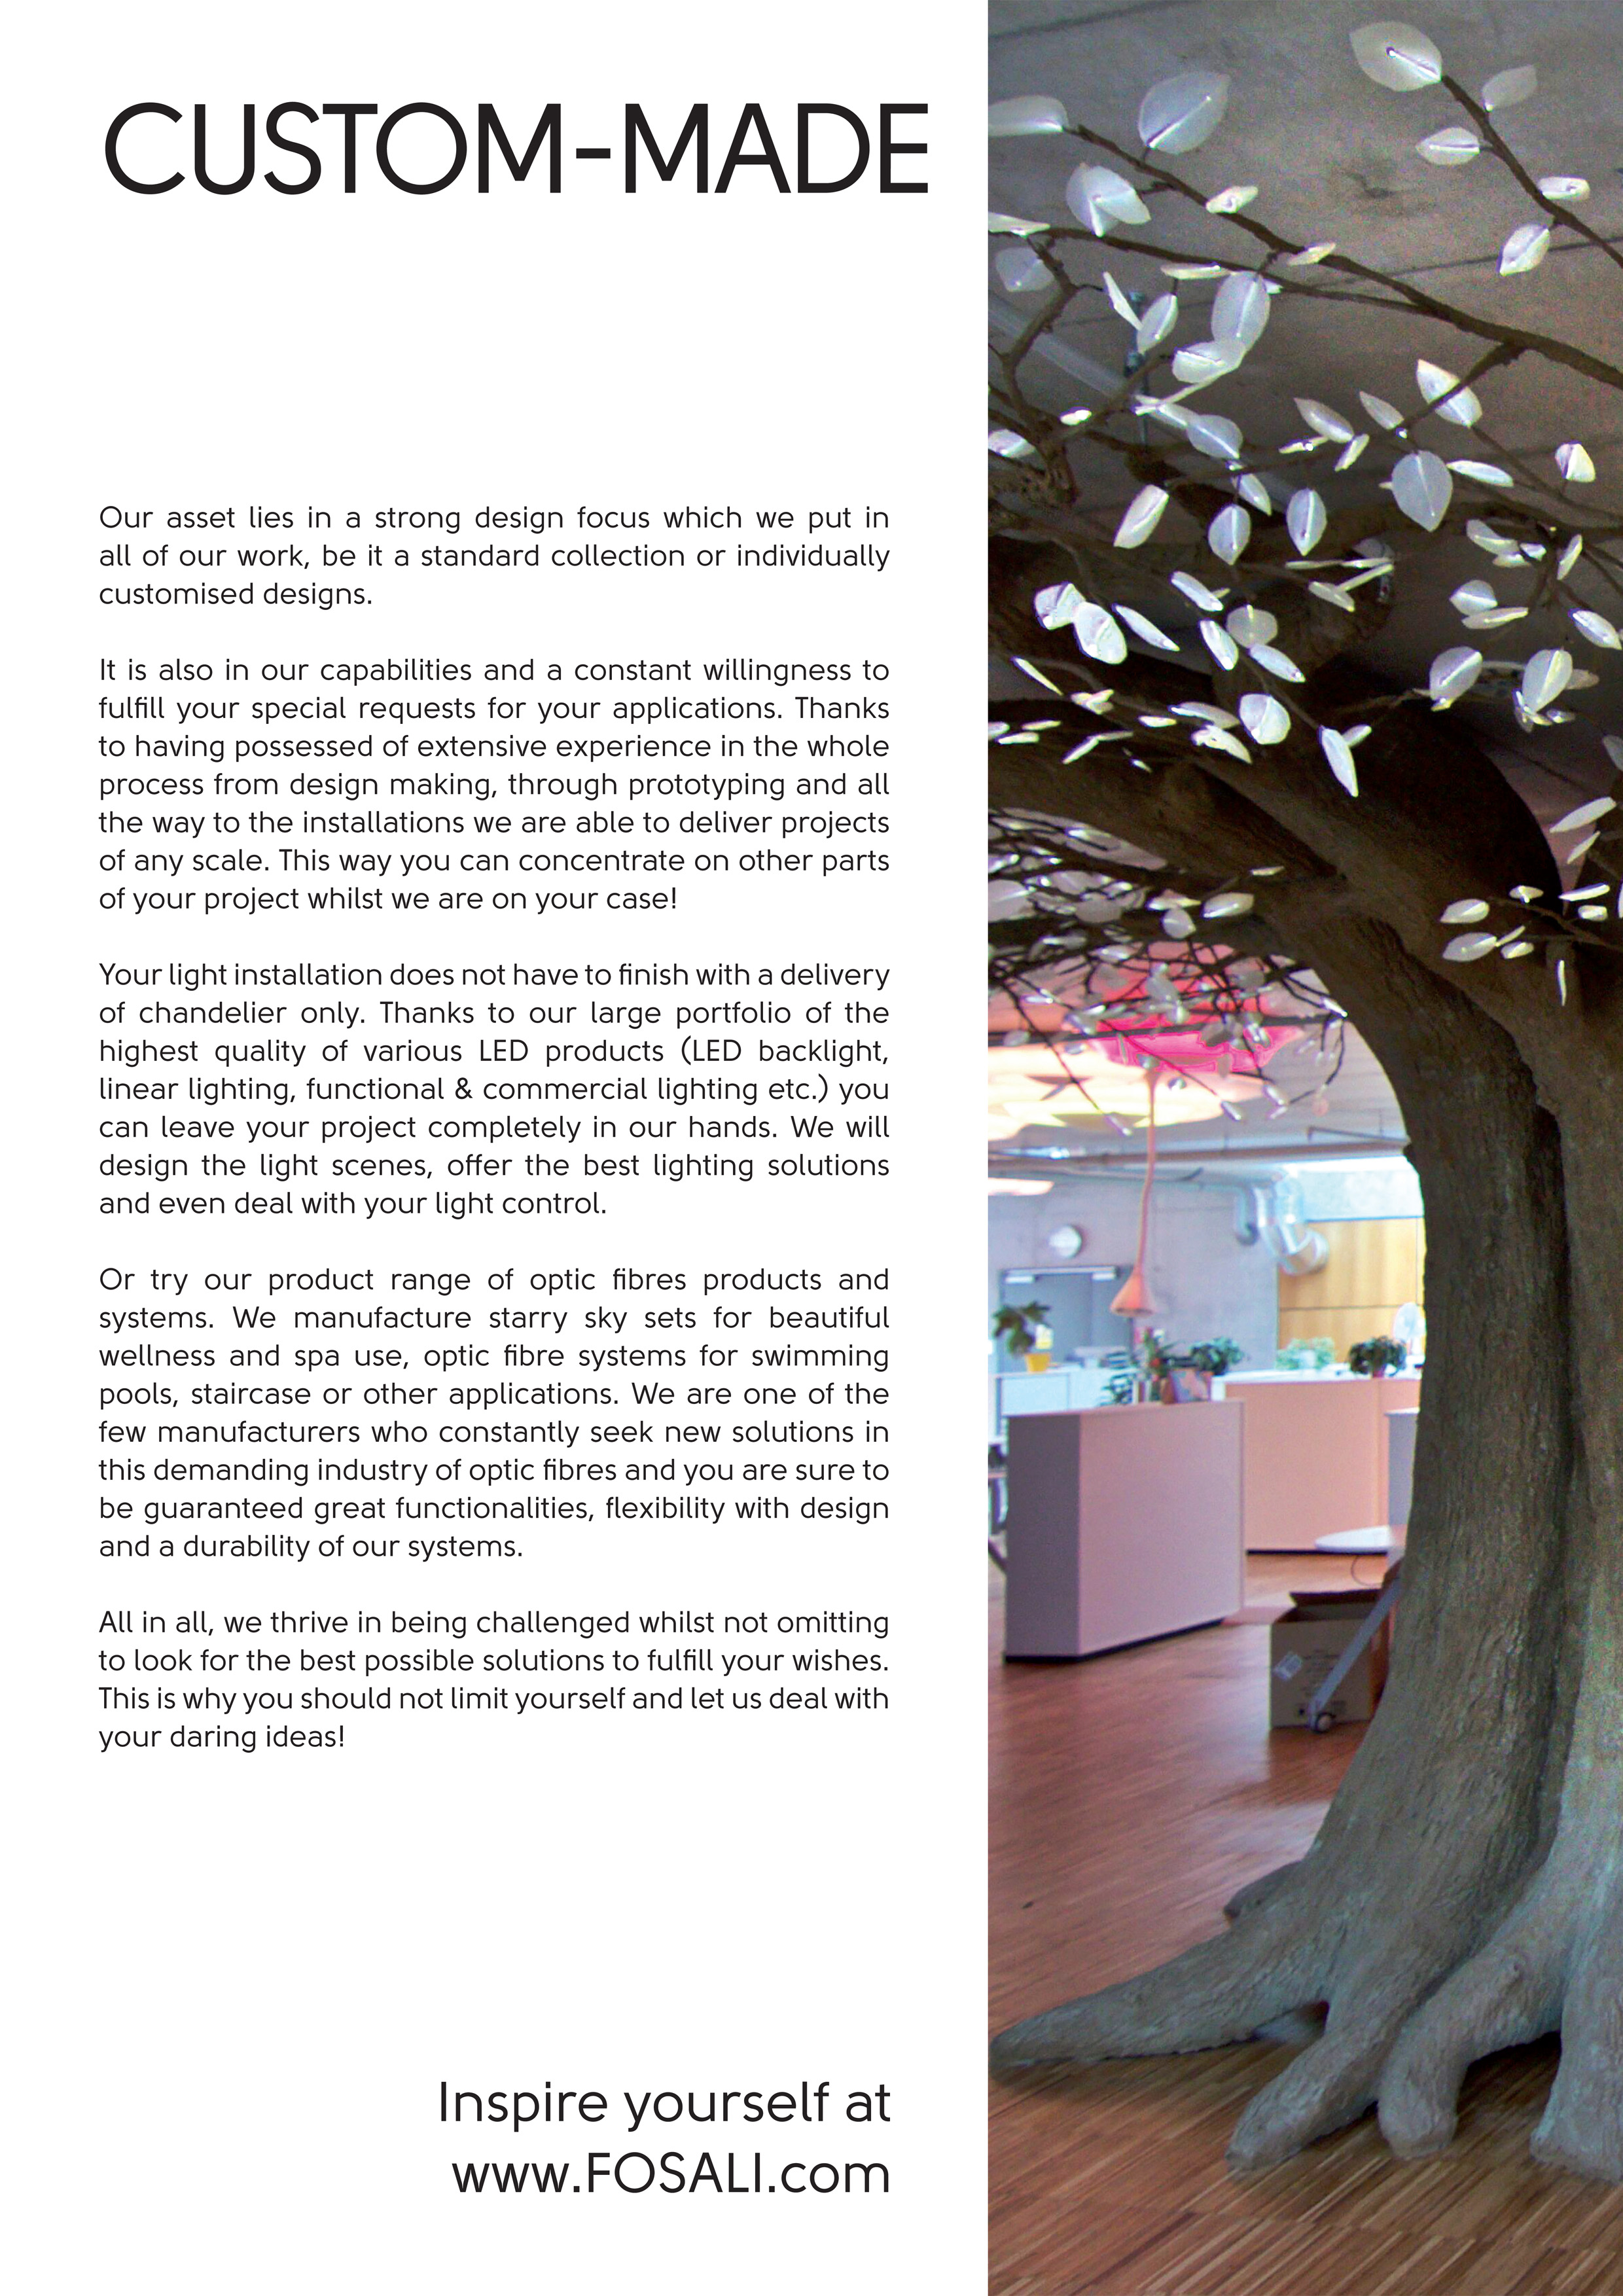 CUSTOM-MADE
Our asset lies in a strong design focus which we put in
all of our work, be it a standard collection or individually
customised designs.
It is also in our capabilities and a constant willingness to
fulfill your special requests for your applications. Thanks
to having possessed of extensive experience in the whole
process from design making, through prototyping and all
the way to the installations we are able to deliver projects
of any scale. This way you can concentrate on other parts
of your project whilst we are on your case!
Your light installation does not have to finish with a delivery
of chandelier only. Thanks to our large portfolio of the
highest quality of various LED products (LED backlight,
linear lighting, functional & commercial lighting etc.) you
can leave your project completely in our hands. We will
design the light scenes, offer the best lighting solutions
and even deal with your light control.
Or try our product range of optic fibres products and
systems. We manufacture starry sky sets for beautiful
wellness and spa use, optic fibre systems for swimming
pools, staircase or other applications. We are one of the
few manufacturers who constantly seek new solutions in
this demanding industry of optic fibres and you are sure to
be guaranteed great functionalities, flexibility with design
and a durability of our systems.
All in all, we thrive in being challenged whilst not omitting
to look for the best possible solutions to fulfill your wishes.
This is why you should not limit yourself and let us deal with
your daring ideas!
Inspire yourself at
www.FOSALI.com